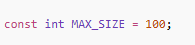 const int MAX_SIZE = 100;